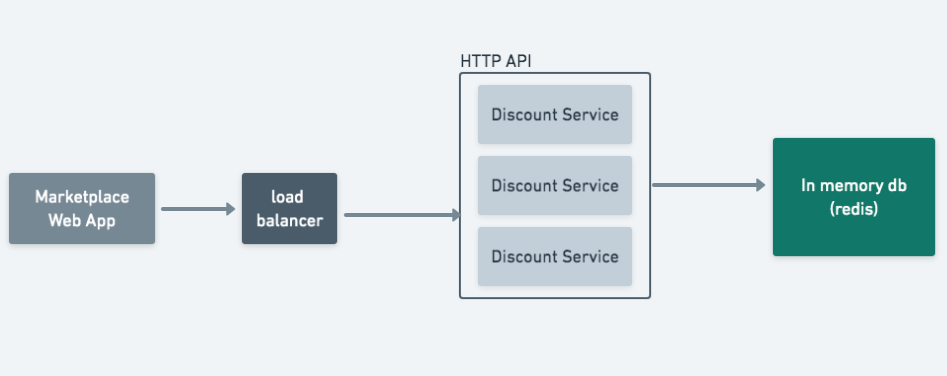 HTTP API
Discount Service
Marketplace
Web App
load
balancer
Discount Service
Discount Service
In memory db
(redis)